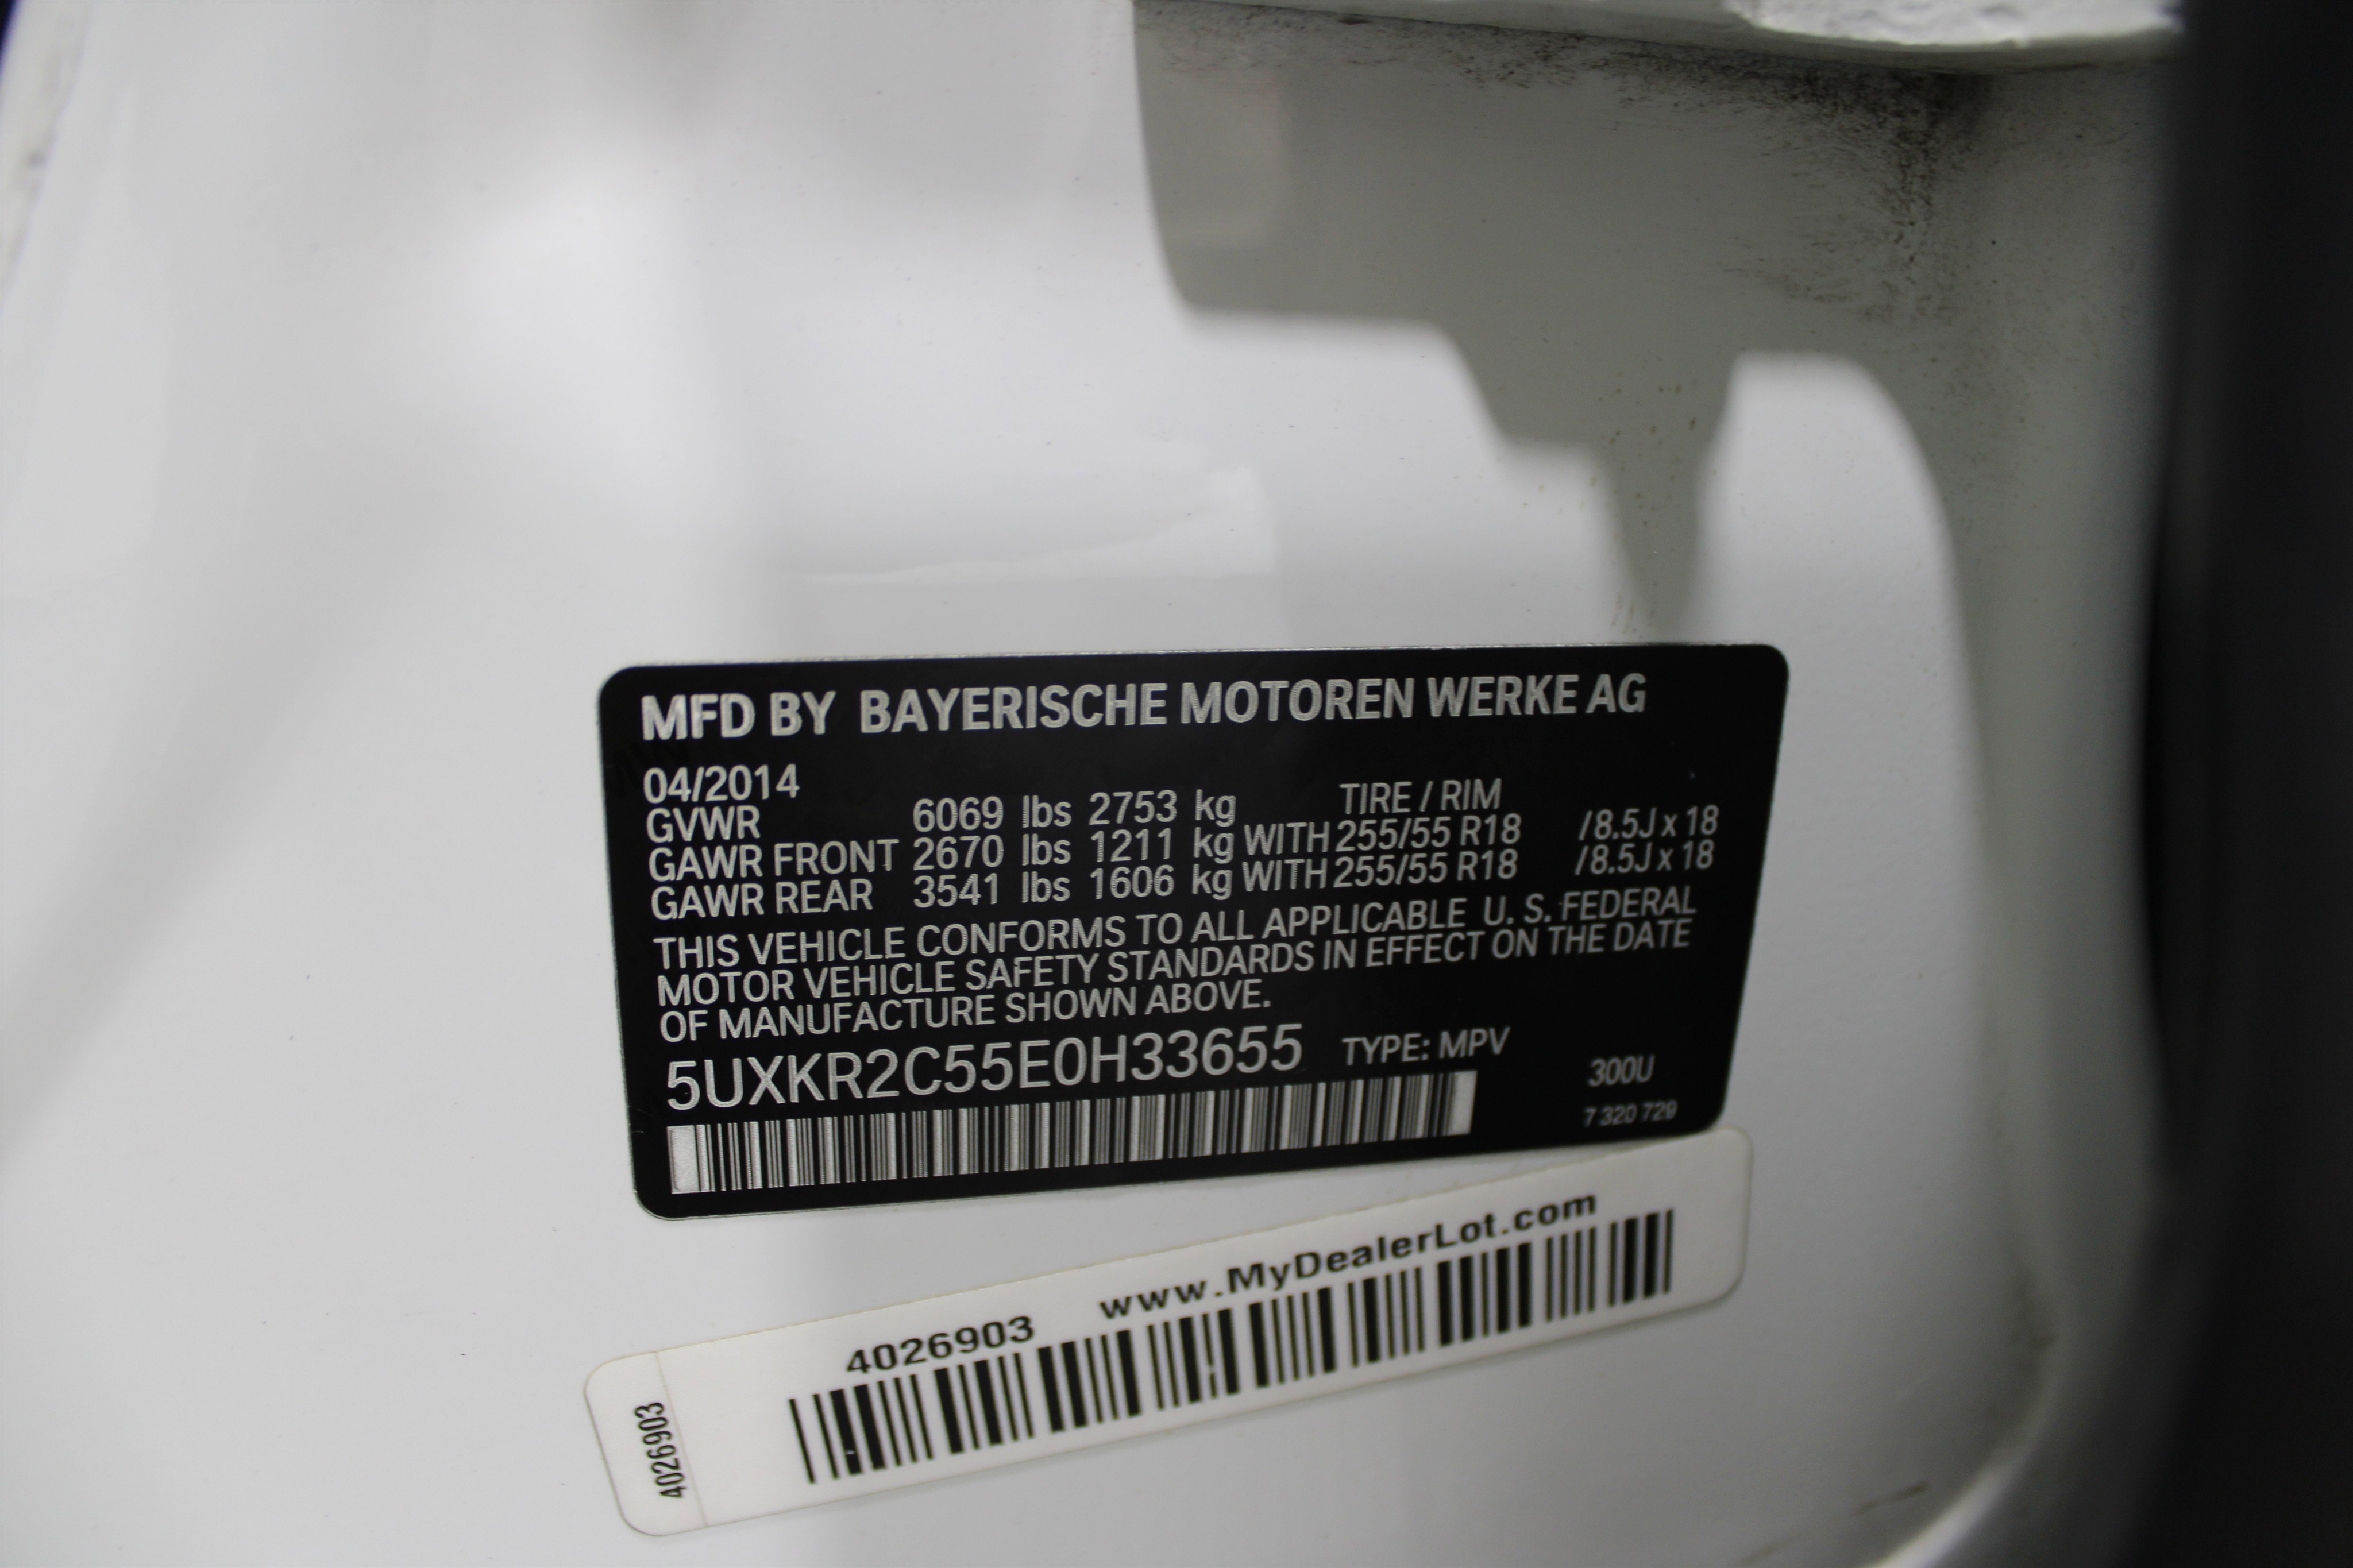 MFD BY BAYERISCHE MOTOREN WERKE AG
04/2014
GVWR 6069 lbs 2753 kg TIRE / RIM
GAWR FRONT 2670 lbs 1211 kg WITH 255/55 R18 /8.5J x 18
GAWR REAR 3541 lbs 1606 kg WITH 255/55 R18 /8.5J x 18
THIS VEHICLE CONFORMS TO ALL APPLICABLE U. S. FEDERAL
MOTOR VEHICLE SAFETY STANDARDS IN EFFECT ON THE DATE
OF MANUFACTURE SHOWN ABOVE.
5UXKR2C55E0H33655 TYPE: MPV
300U
7 320 729
4026903 www.MyDealerLot.com
4026903